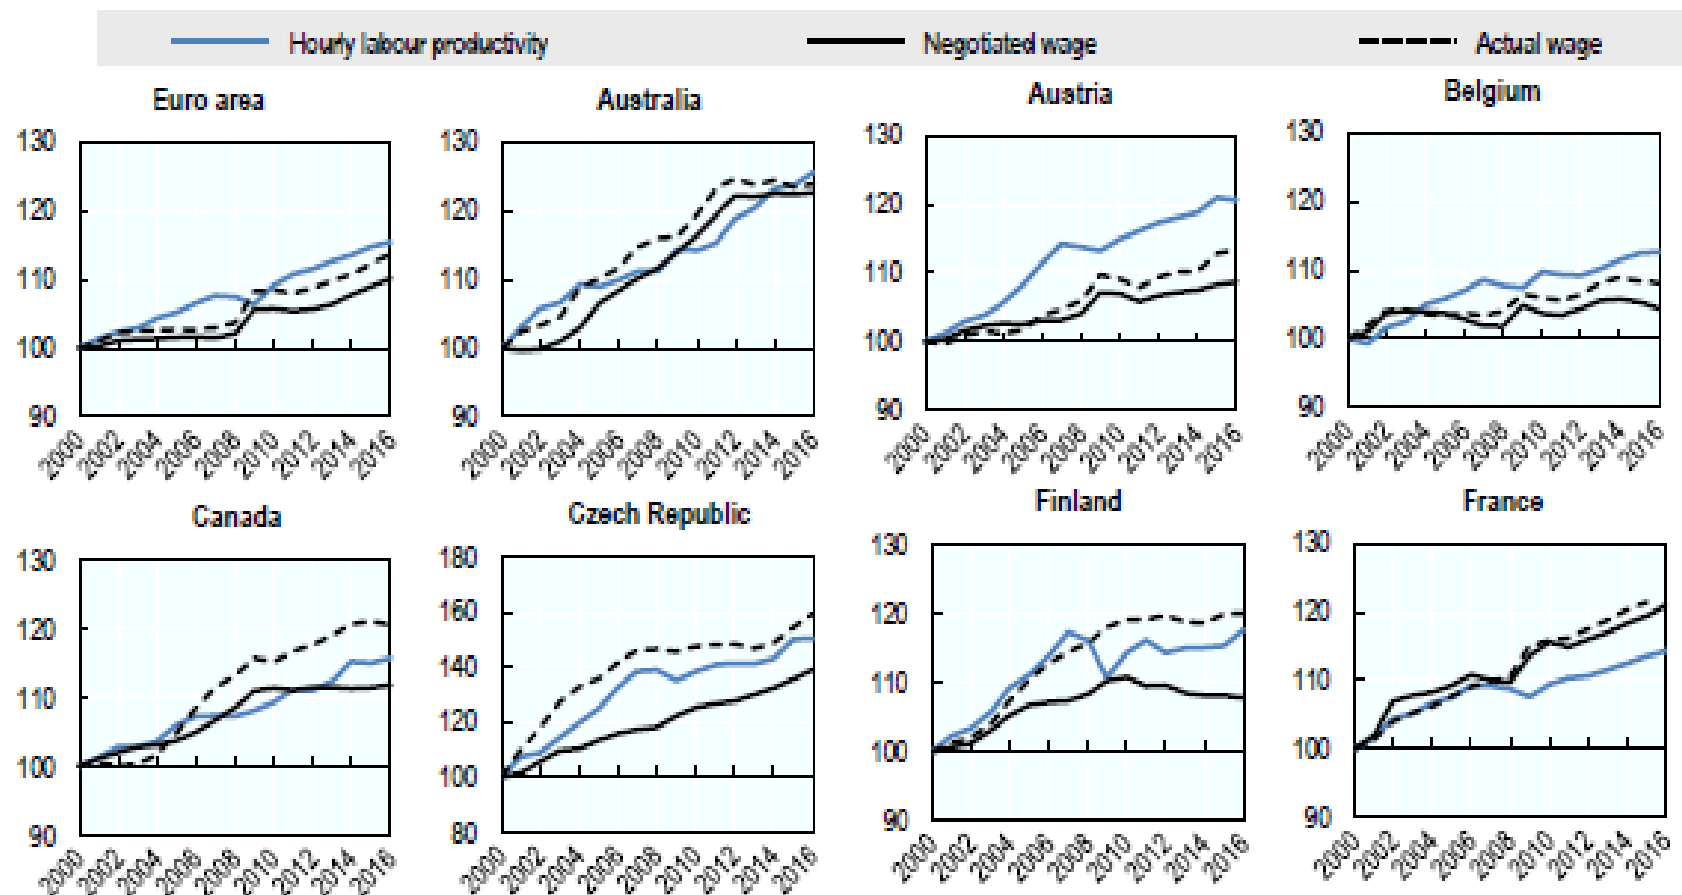 Hourly labour productivity Negotiated wage Actual wage
Euro area Australia Austria Belgium
130 130 130 130
120 120 120 120
110 110 110 110
100 100 100 100
90 90 90 90
2000 2002 2004 2006 2008 2010 2012 2014 2016 2000 2002 2004 2006 2008 2010 2012 2014 2016 2000 2002 2004 2006 2008 2010 2012 2014 2016 2000 2002 2004 2006 2008 2010 2012 2014 2016
Canada Czech Republic Finland France
130 180 130 130
120 160 120 120
110 140 110 110
100 120 100 100
90 100 90 90
80
2000 2002 2004 2006 2008 2010 2012 2014 2016 2000 2002 2004 2006 2008 2010 2012 2014 2016 2000 2002 2004 2006 2008 2010 2012 2014 2016 2000 2002 2004 2006 2008 2010 2012 2014 2016